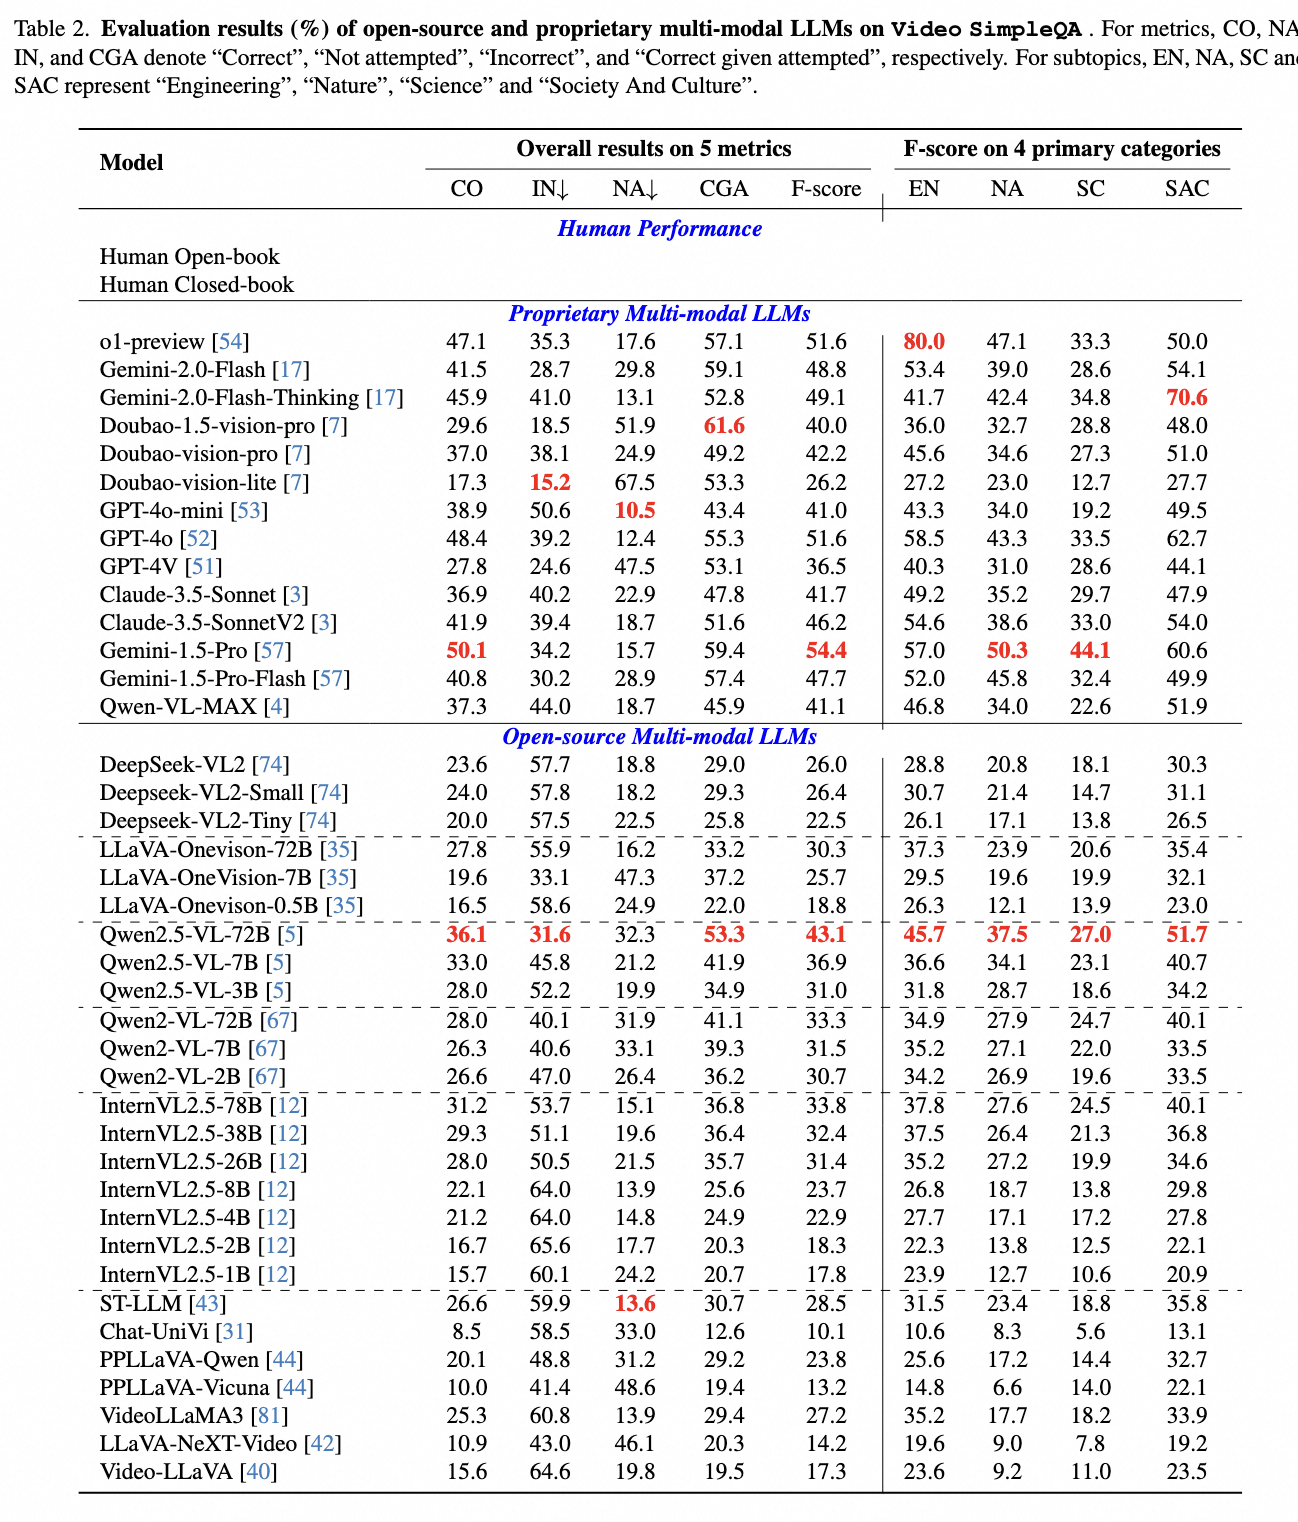 Table 2. Evaluation results (%) of open-source and proprietary multi-modal LLMs on Video SimpleQA . For metrics, CO, NA
IN, and CGA denote “Correct”, “Not attempted”, “Incorrect”, and “Correct given attempted”, respectively. For subtopics, EN, NA, SC and
SAC represent “Engineering”, “Nature”, “Science” and “Society And Culture”.
Model Overall results on 5 metrics F-score on 4 primary categories
CO IN↓ NA↓ CGA F-score EN NA SC SAC
Human Performance
Human Open-book
Human Closed-book
Proprietary Multi-modal LLMs
o1-preview [54] 47.1 35.3 17.6 57.1 51.6 80.0 47.1 33.3 50.0
Gemini-2.0-Flash [17] 41.5 28.7 29.8 59.1 48.8 53.4 39.0 28.6 54.1
Gemini-2.0-Flash-Thinking [17] 45.9 41.0 13.1 52.8 49.1 41.7 42.4 34.8 70.6
Doubao-1.5-vision-pro [7] 29.6 18.5 51.9 61.6 40.0 36.0 32.7 28.8 48.0
Doubao-vision-pro [7] 37.0 38.1 24.9 49.2 42.2 45.6 34.6 27.3 51.0
Doubao-vision-lite [7] 17.3 15.2 67.5 53.3 26.2 27.2 23.0 12.7 27.7
GPT-4o-mini [53] 38.9 50.6 10.5 43.4 41.0 43.3 34.0 19.2 49.5
GPT-4o [52] 48.4 39.2 12.4 55.3 51.6 58.5 43.3 33.5 62.7
GPT-4V [51] 27.8 24.6 47.5 53.1 36.5 40.3 31.0 28.6 44.1
Claude-3.5-Sonnet [3] 36.9 40.2 22.9 47.8 41.7 49.2 35.2 29.7 47.9
Claude-3.5-SonnetV2 [3] 41.9 39.4 18.7 51.6 46.2 54.6 38.6 33.0 54.0
Gemini-1.5-Pro [57] 50.1 34.2 15.7 59.4 54.4 57.0 50.3 44.1 60.6
Gemini-1.5-Pro-Flash [57] 40.8 30.2 28.9 57.4 47.7 52.0 45.8 32.4 49.9
Qwen-VL-MAX [4] 37.3 44.0 18.7 45.9 41.1 46.8 34.0 22.6 51.9
Open-source Multi-modal LLMs
DeepSeek-VL2 [74] 23.6 57.7 18.8 29.0 26.0 28.8 20.8 18.1 30.3
Deepseek-VL2-Small [74] 24.0 57.8 18.2 29.3 26.4 30.7 21.4 14.7 31.1
Deepseek-VL2-Tiny [74] 20.0 57.5 22.5 25.8 22.5 26.1 17.1 13.8 26.5
LLaVA-Onevison-72B [35] 27.8 55.9 16.2 33.2 30.3 37.3 23.9 20.6 35.4
LLaVA-OneVision-7B [35] 19.6 33.1 47.3 37.2 25.7 29.5 19.6 19.9 32.1
LLaVA-Onevison-0.5B [35] 16.5 58.6 24.9 22.0 18.8 26.3 12.1 13.9 23.0
Qwen2.5-VL-72B [5] 36.1 31.6 32.3 53.3 43.1 45.7 37.5 27.0 51.7
Qwen2.5-VL-7B [5] 33.0 45.8 21.2 41.9 36.9 36.6 34.1 23.1 40.7
Qwen2.5-VL-3B [5] 28.0 52.2 19.9 34.9 31.0 31.8 28.7 18.6 34.2
Qwen2-VL-72B [67] 28.0 40.1 31.9 41.1 33.3 34.9 27.9 24.7 40.1
Qwen2-VL-7B [67] 26.3 40.6 33.1 39.3 31.5 35.2 27.1 22.0 33.5
Qwen2-VL-2B [67] 26.6 47.0 26.4 36.2 30.7 34.2 26.9 19.6 33.5
InternVL2.5-78B [12] 31.2 53.7 15.1 36.8 33.8 37.8 27.6 24.5 40.1
InternVL2.5-38B [12] 29.3 51.1 19.6 36.4 32.4 37.5 26.4 21.3 36.8
InternVL2.5-26B [12] 28.0 50.5 21.5 35.7 31.4 35.2 27.2 19.9 34.6
InternVL2.5-8B [12] 22.1 64.0 13.9 25.6 23.7 26.8 18.7 13.8 29.8
InternVL2.5-4B [12] 21.2 64.0 14.8 24.9 22.9 27.7 17.1 17.2 27.8
InternVL2.5-2B [12] 16.7 65.6 17.7 20.3 18.3 22.3 13.8 12.5 22.1
InternVL2.5-1B [12] 15.7 60.1 24.2 20.7 17.8 23.9 12.7 10.6 20.9
ST-LLM [43] 26.6 59.9 13.6 30.7 28.5 31.5 23.4 18.8 35.8
Chat-UniVi [31] 8.5 58.5 33.0 12.6 10.1 10.6 8.3 5.6 13.1
PPLLaVA-Qwen [44] 20.1 48.8 31.2 29.2 23.8 25.6 17.2 14.4 32.7
PPLLaVA-Vicuna [44] 10.0 41.4 48.6 19.4 13.2 14.8 6.6 14.0 22.1
VideoLLaMA3 [81] 25.3 60.8 13.9 29.4 27.2 35.2 17.7 18.2 33.9
LLaVA-NeXT-Video [42] 10.9 43.0 46.1 20.3 14.2 19.6 9.0 7.8 19.2
Video-LLaVA [40] 15.6 64.6 19.8 19.5 17.3 23.6 9.2 11.0 23.5